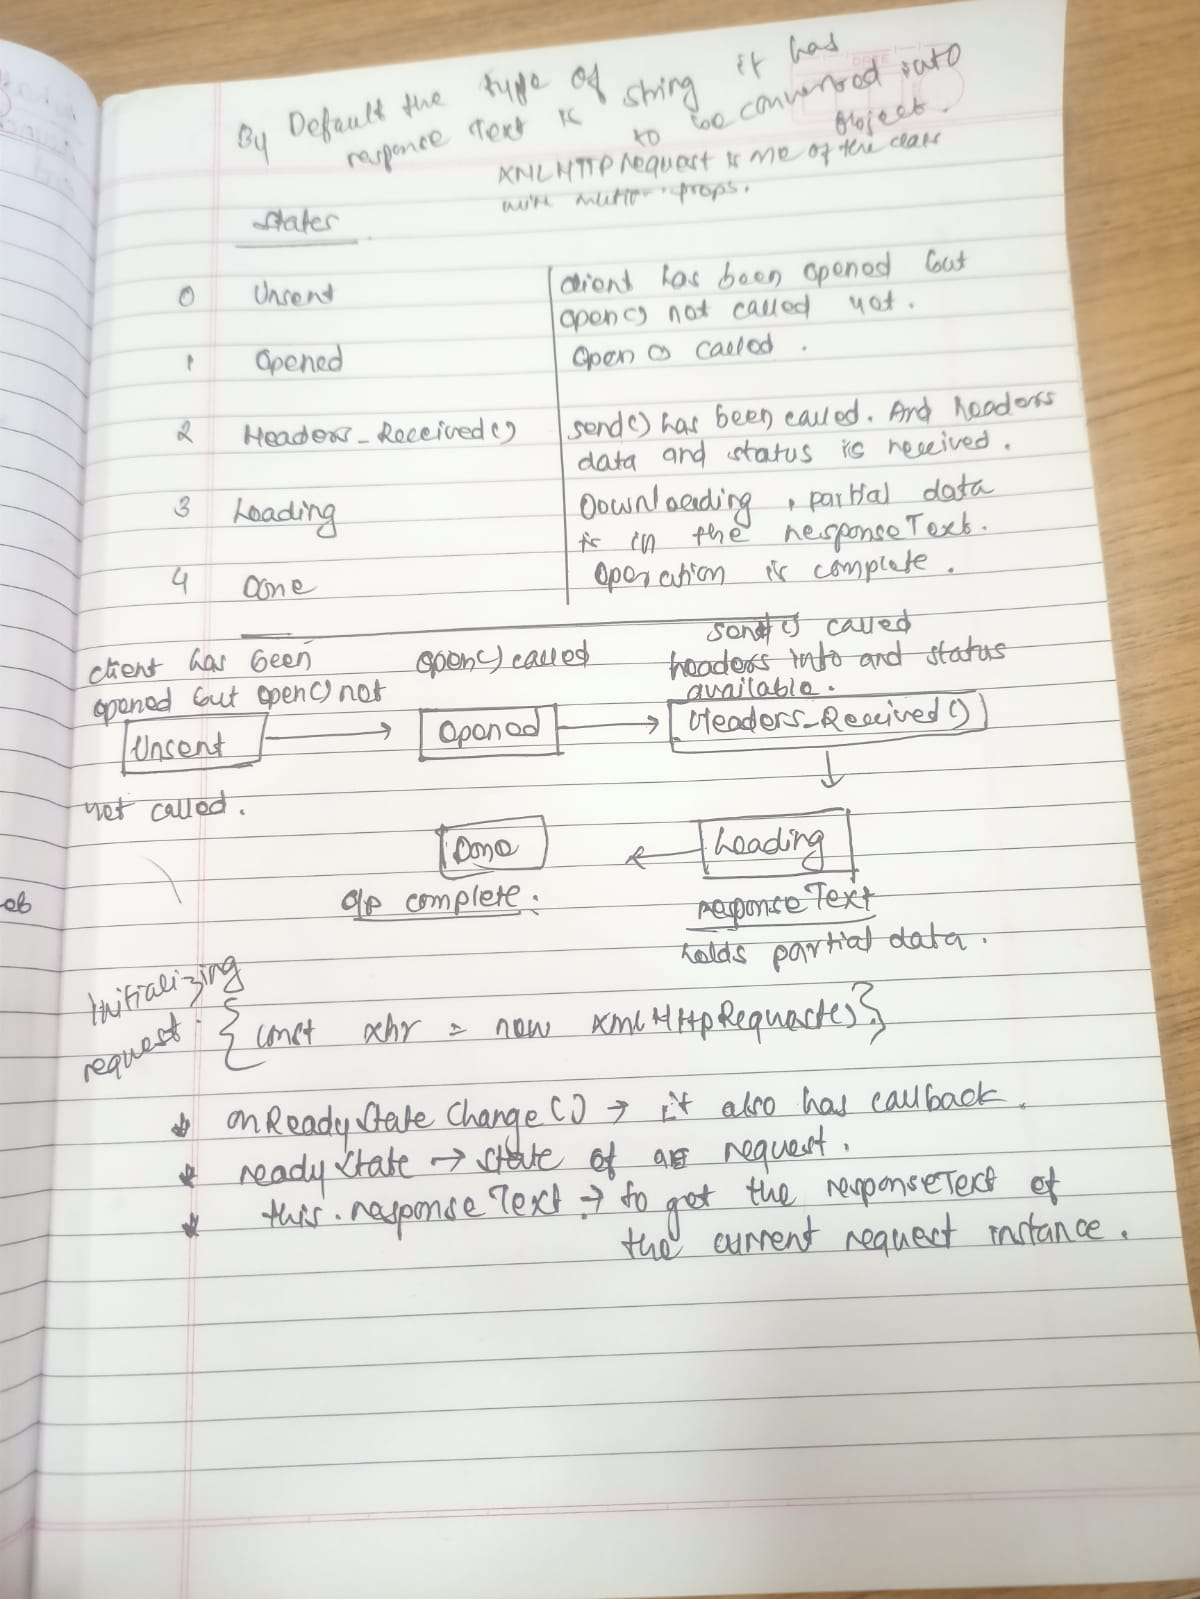 By Default the type of
response Text is string it has
to be converted into
object.
XMLHTTPrequest is one of the class
with props.
States
0 Unsent client has been opened but
open() not called yet.
1 Opened Open () called.
2 Headers_Received() send() has been called. And headers
data and status is received.
3 Loading Downloading, partial data
is in the responseText.
4 Done Operation is complete.
client has been
opened but open() not
Unsent
yet called.
open() called
Opened
send() called
headers info and status
available.
Headers_Received()
Loading
responseText
holds partial data.
Done
o/p complete.
Initializing
request.
{const xhr = new XMLHttpRequest()}
* onReadyState Change() → it also has callback.
* readyState → state of a request.
* this.responseText → to get the responseText of
the current request instance.
eb